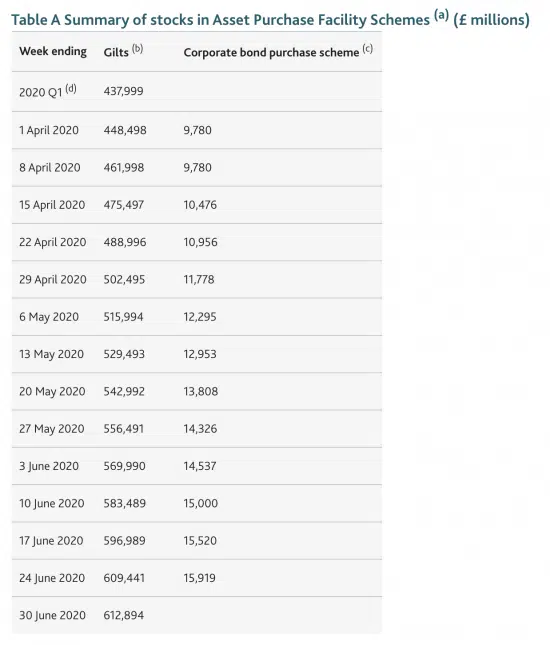 Table A Summary of stocks in Asset Purchase Facility Schemes (a) (£ millions)
Week ending Gilts (b) Corporate bond purchase scheme (c)
2020 Q1 (d) 437,999
1 April 2020 448,498 9,780
8 April 2020 461,998 9,780
15 April 2020 475,497 10,476
22 April 2020 488,996 10,956
29 April 2020 502,495 11,778
6 May 2020 515,994 12,295
13 May 2020 529,493 12,953
20 May 2020 542,992 13,808
27 May 2020 556,491 14,326
3 June 2020 569,990 14,537
10 June 2020 583,489 15,000
17 June 2020 596,989 15,520
24 June 2020 609,441 15,919
30 June 2020 612,894